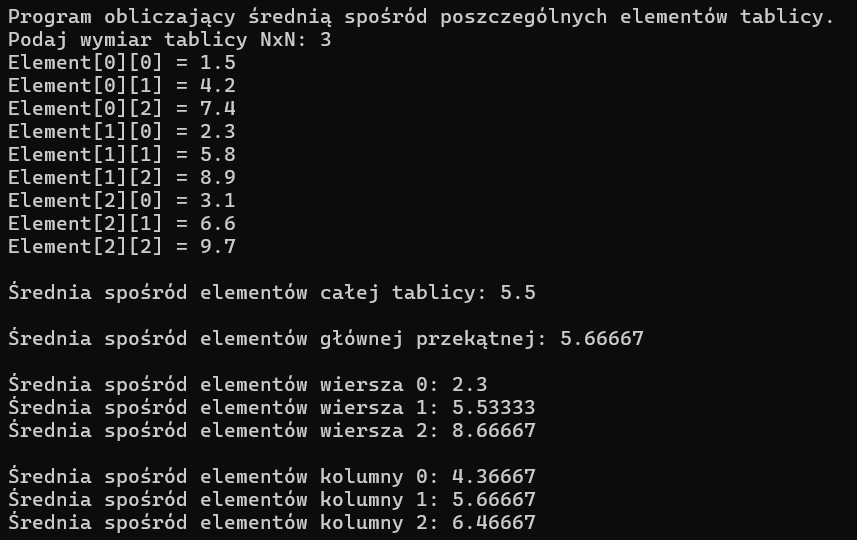 Program obliczający średnią spośród poszczególnych elementów tablicy.
Podaj wymiar tablicy NxN: 3
Element[0][0] = 1.5
Element[0][1] = 4.2
Element[0][2] = 7.4
Element[1][0] = 2.3
Element[1][1] = 5.8
Element[1][2] = 8.9
Element[2][0] = 3.1
Element[2][1] = 6.6
Element[2][2] = 9.7
Średnia spośród elementów całej tablicy: 5.5
Średnia spośród elementów głównej przekątnej: 5.66667
Średnia spośród elementów wiersza 0: 2.3
Średnia spośród elementów wiersza 1: 5.53333
Średnia spośród elementów wiersza 2: 8.66667
Średnia spośród elementów kolumny 0: 4.36667
Średnia spośród elementów kolumny 1: 5.66667
Średnia spośród elementów kolumny 2: 6.46667